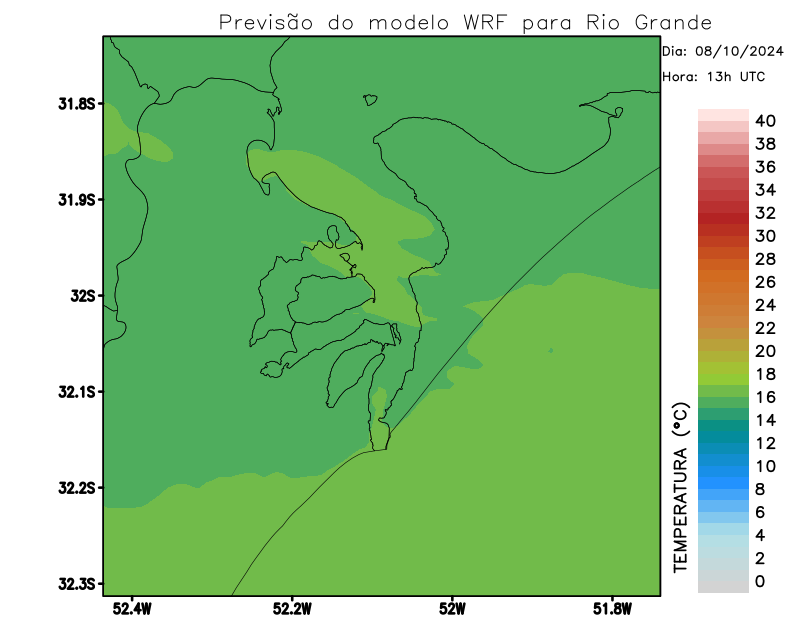 Previsão do modelo WRF para Rio Grande
Dia: 08/10/2024
Hora: 13h UTC
31.8S
31.9S
32S
32.1S
32.2S
32.3S
52.4W
52.2W
52W
51.8W
TEMPERATURA (°C)
40
38
36
34
32
30
28
26
24
22
20
18
16
14
12
10
8
6
4
2
0